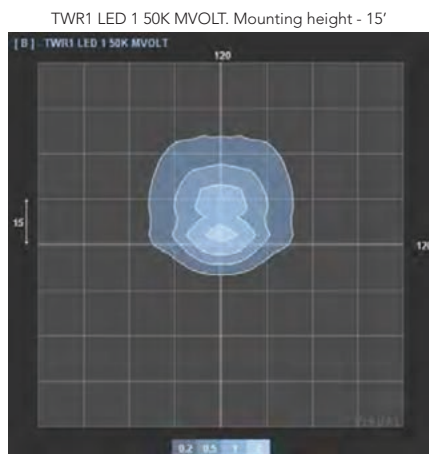 TWR1 LED 1 50K MVOLT. Mounting height - 15’
[ B ] - TWR1 LED 1 50K MVOLT
120
15
120
VISUAL
0.2 0.5 1 2